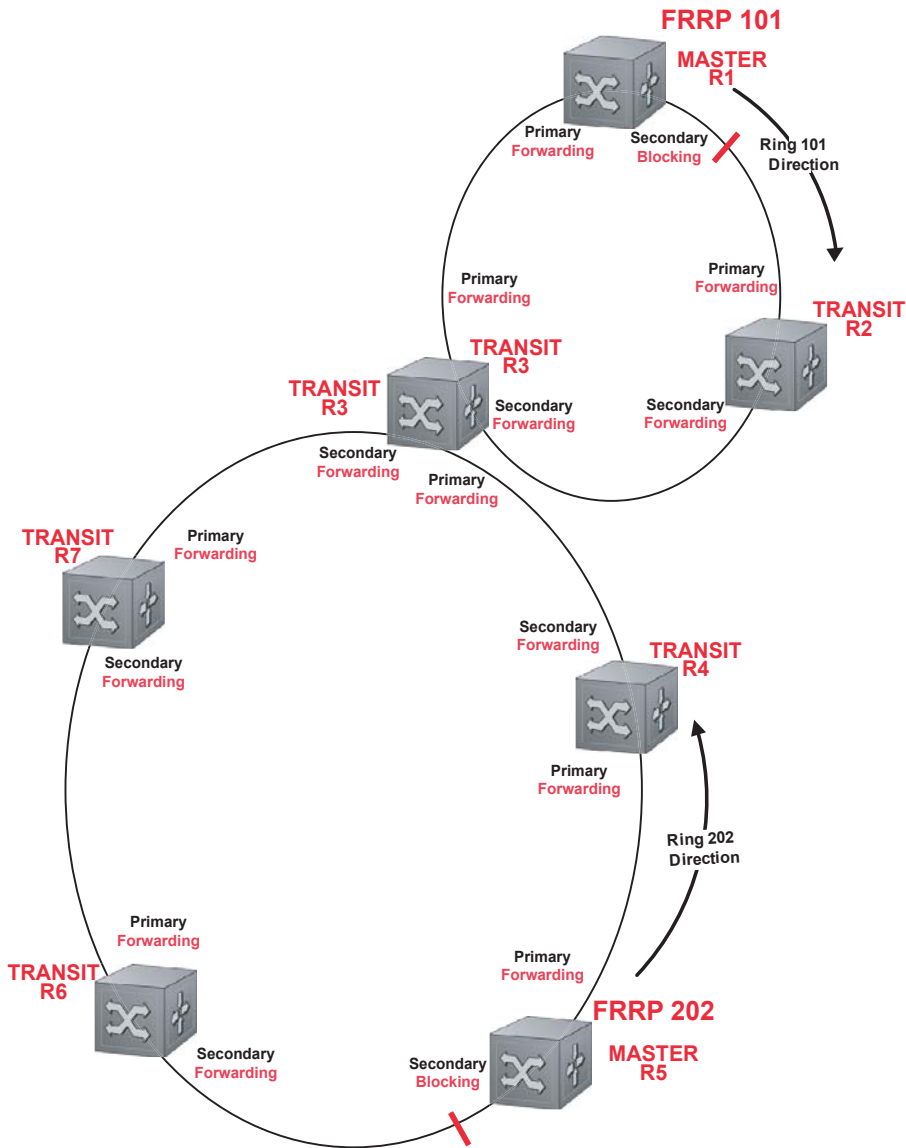 FRRP 101
MASTER
R1
Primary
Forwarding
Secondary
Blocking
Ring 101
Direction
Primary
Forwarding
Primary
Forwarding
TRANSIT
R2
TRANSIT
R3
TRANSIT
R3
Secondary
Forwarding
Secondary
Forwarding
Secondary
Forwarding
Primary
Forwarding
TRANSIT
R7
Primary
Forwarding
Secondary
Forwarding
Secondary
Forwarding
TRANSIT
R4
Primary
Forwarding
Ring 202
Direction
Primary
Forwarding
TRANSIT
R6
Secondary
Forwarding
Primary
Forwarding
FRRP 202
MASTER
R5
Secondary
Blocking